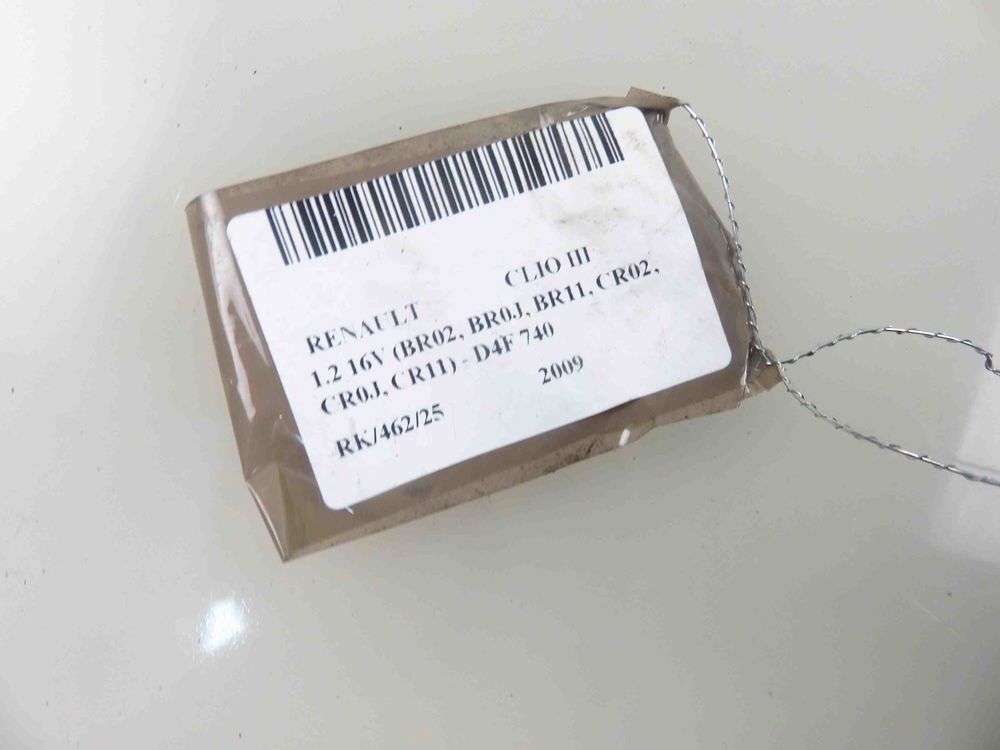 RENAULT CLIO III
1.2 16V (BR02, BR0J, BR11, CR02,
CR0J, CR11) - D4F 740
RK/462/25 2009